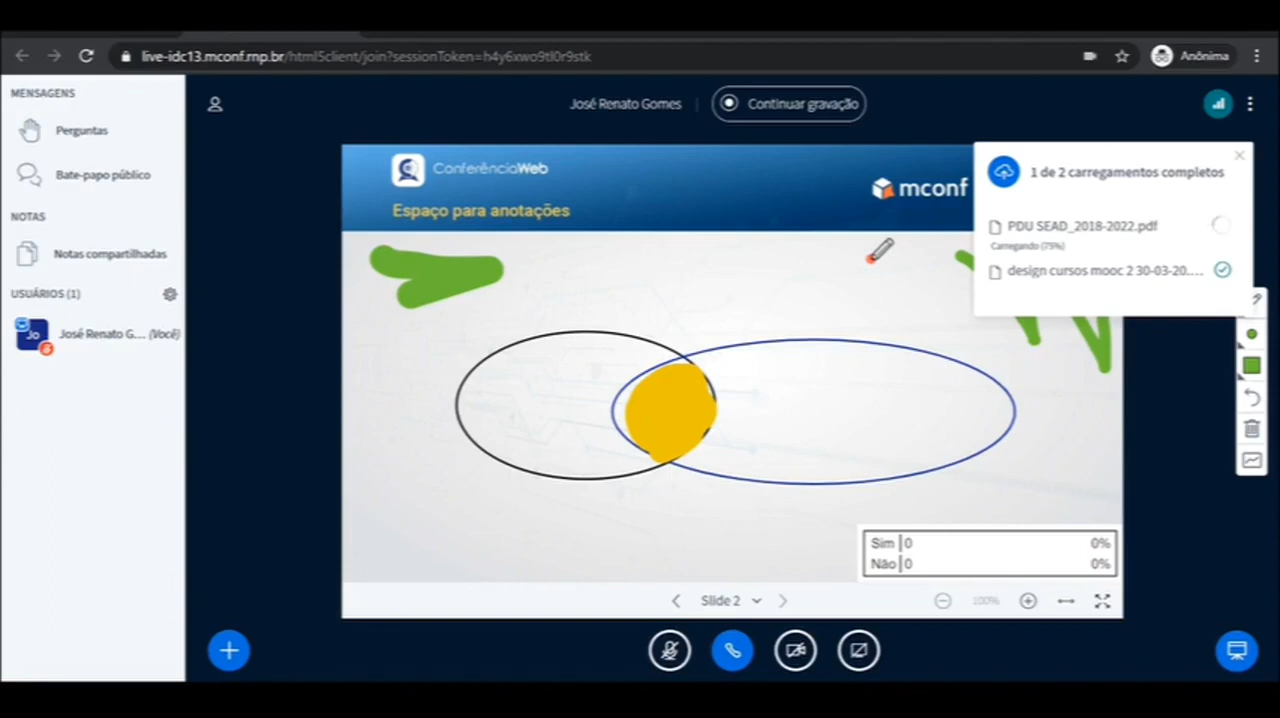 live-idc13.mconf.rnp.br/html5client/join?sessionToken=h4y6xwo9tl0r9stk
Anônima
MENSAGENS
Perguntas
Bate-papo público
NOTAS
Notas compartilhadas
USUÁRIOS (1)
Jo
José Renato G... (Você)
José Renato Gomes
Continuar gravação
ConferênciaWeb
mconf
Espaço para anotações
1 de 2 carregamentos completos
PDU SEAD_2018-2022.pdf
Carregando (75%)
design cursos mooc 2 30-03-20....
Sim 0 0%
Não 0 0%
Slide 2
100%